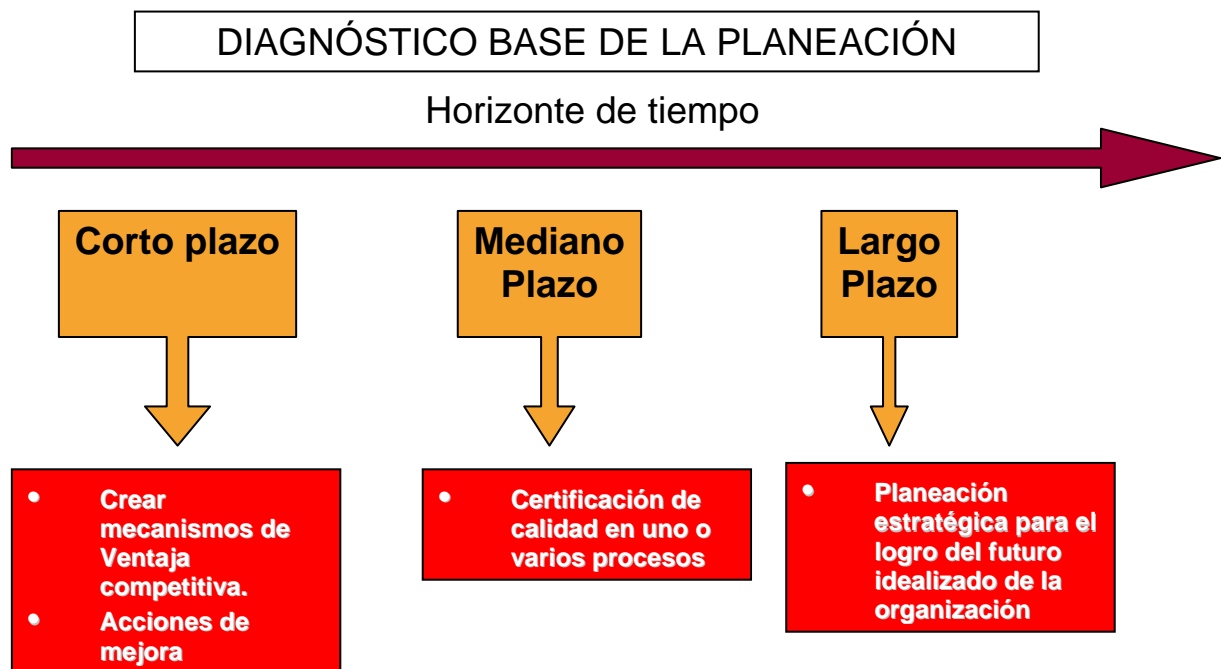 DIAGNÓSTICO BASE DE LA PLANEACIÓN
Horizonte de tiempo
Corto plazo
Mediano
Plazo
Largo
Plazo
• Crear
mecanismos de
Ventaja
competitiva.
• Acciones de
mejora
• Certificación de
calidad en uno o
varios procesos
• Planeación
estratégica para el
logro del futuro
idealizado de la
organización